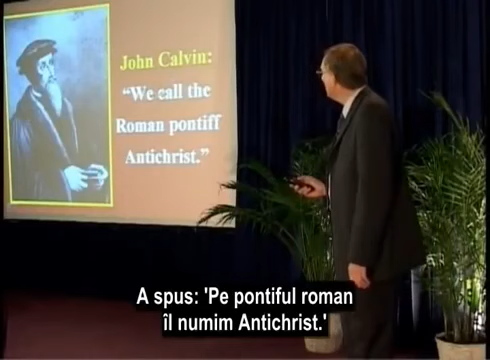 John Calvin:
“We call the
Roman pontiff
Antichrist.”
A spus: 'Pe pontiful roman
îl numim Antichrist.'